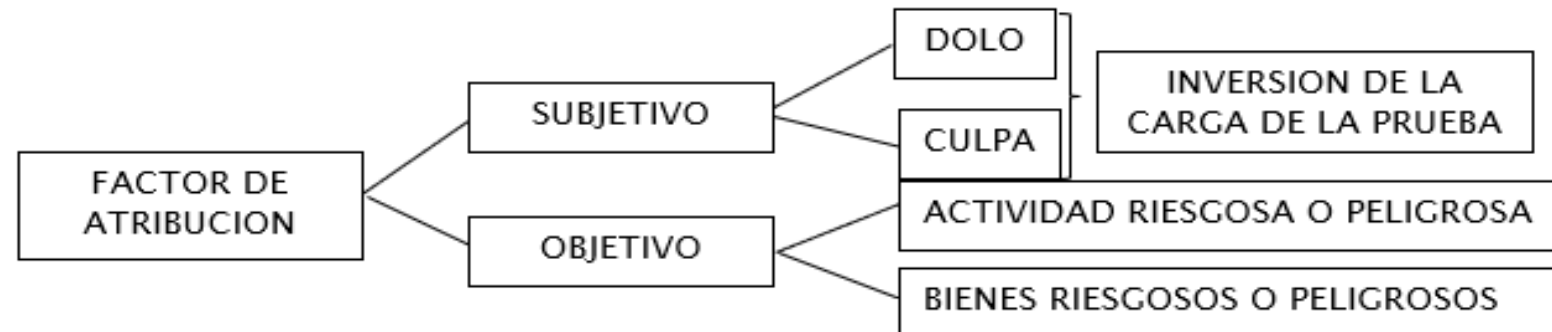 FACTOR DE
ATRIBUCION
SUBJETIVO
OBJETIVO
DOLO
CULPA
INVERSION DE LA
CARGA DE LA PRUEBA
ACTIVIDAD RIESGOSA O PELIGROSA
BIENES RIESGOSOS O PELIGROSOS